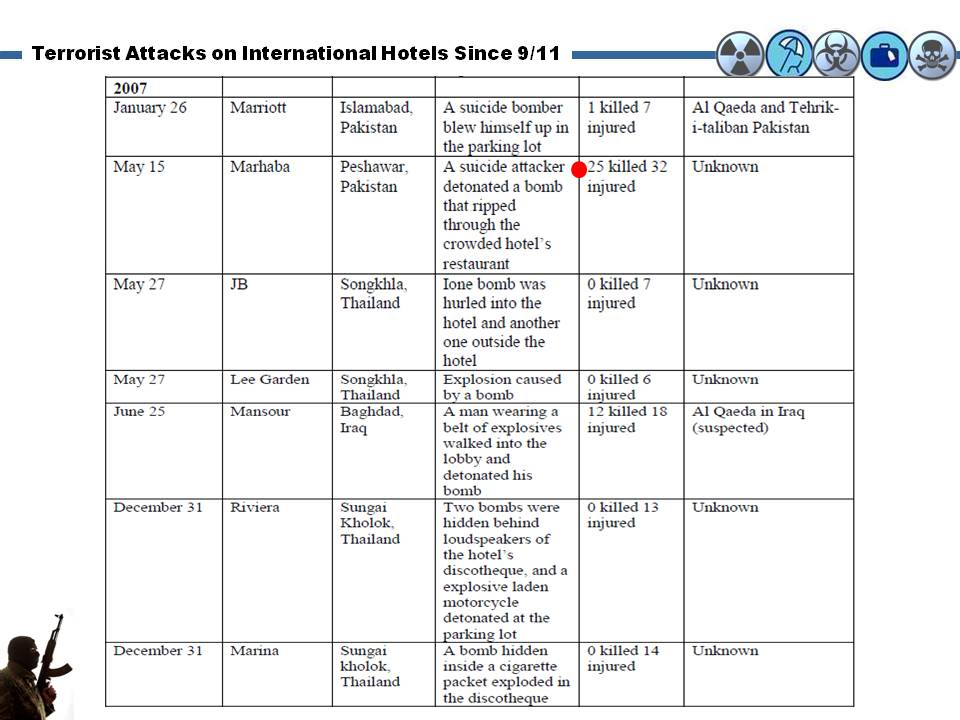 Terrorist Attacks on International Hotels Since 9/11
2007
January 26 Marriott Islamabad, A suicide bomber 1 killed 7 Al Qaeda and Tehrik-
Pakistan blew himself up in injured i-taliban Pakistan
the parking lot
May 15 Marhaba Peshawar, A suicide attacker 25 killed 32 Unknown
Pakistan detonated a bomb injured
that ripped
through the
crowded hotel's
restaurant
May 27 JB Songkhla, Ione bomb was 0 killed 7 Unknown
Thailand hurled into the injured
hotel and another
one outside the
hotel
May 27 Lee Garden Songkhla, Explosion caused 0 killed 6 Unknown
Thailand by a bomb injured
June 25 Mansour Baghdad, A man wearing a 12 killed 18 Al Qaeda in Iraq
Iraq belt of explosives injured (suspected)
walked into the
lobby and
detonated his
bomb
December 31 Riviera Sungai Two bombs were 0 killed 13 Unknown
Kholok, hidden behind injured
Thailand loudspeakers of
the hotel's
discotheque, and a
explosive laden
motorcycle
detonated at the
parking lot
December 31 Marina Sungai A bomb hidden 0 killed 14 Unknown
kholok, inside a cigarette injured
Thailand packet exploded in
the discotheque